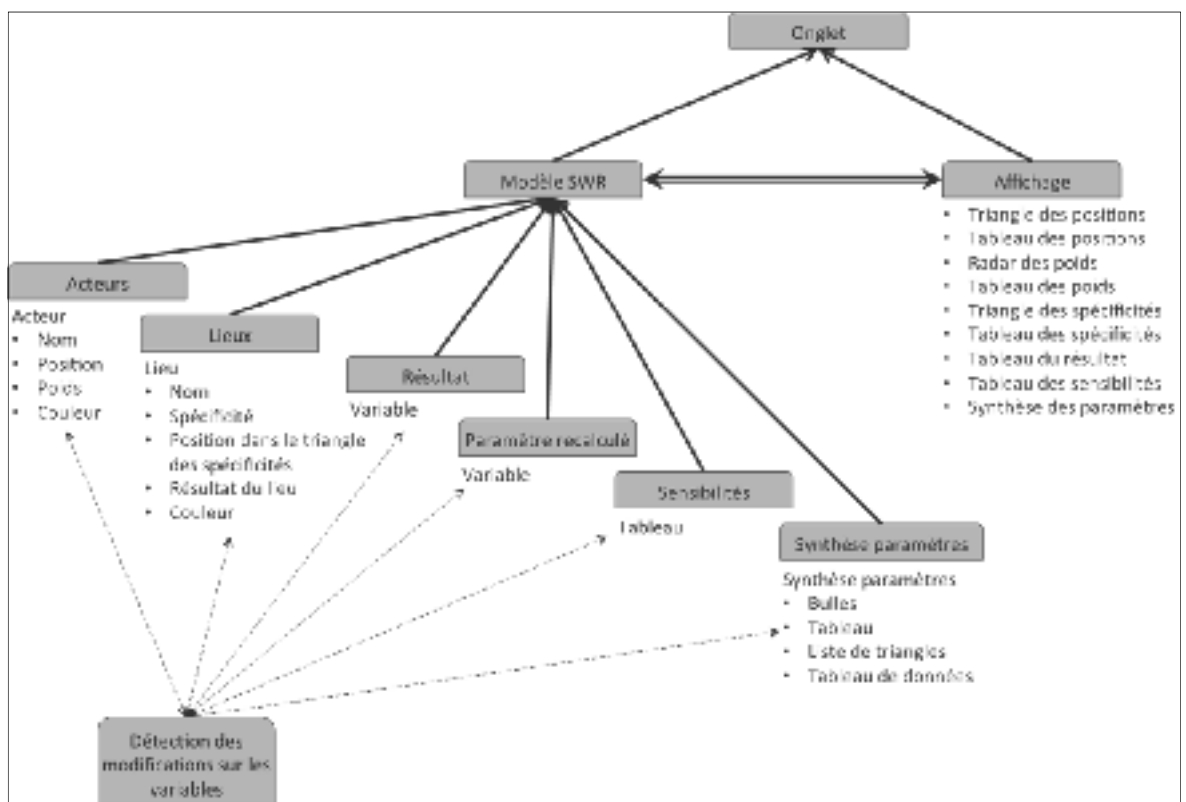 Onglet
Modèle SWR
Affichage
• Triangle des positions
• Tableau des positions
• Radar des poids
• Tableau des poids
• Triangle des spécificités
• Tableau des spécificités
• Tableau du résultat
• Tableau des sensibilités
• Synthèse des paramètres
Acteurs
Acteur
• Nom
• Position
• Poids
• Couleur
Lieux
Lieu
• Nom
• Spécificité
• Position dans le triangle
des spécificités
• Résultat du lieu
• Couleur
Résultat
Variable
Paramètre recalculé
Variable
Sensibilités
Tableau
Synthèse paramètres
Synthèse paramètres
• Bulles
• Tableau
• Liste de triangles
• Tableau de données
Détection des
modifications sur les
variables